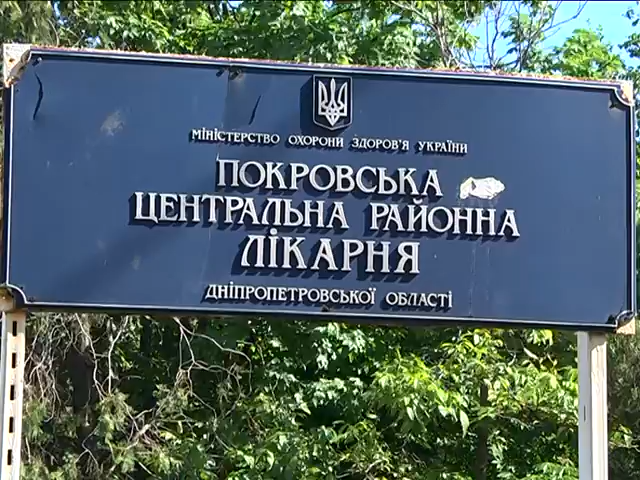 МІНІСТЕРСТВО ОХОРОНИ ЗДОРОВ'Я УКРАЇНИ
ПОКРОВСЬКА
ЦЕНТРАЛЬНА РАЙОННА
ЛІКАРНЯ
ДНІПРОПЕТРОВСЬКОЇ ОБЛАСТІ